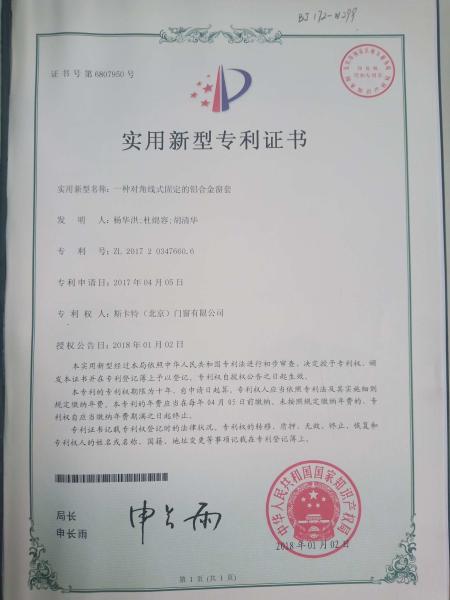 BJ172-N299
证书号第6807950号
实用新型专利证书
实用新型名称：一种对角线式固定的铝合金窗套
发 明 人：杨华洪;杜焜容;胡清华
专 利 号：ZL 2017 2 0347660.6
专利申请日：2017年04月05日
专 利 权 人：斯卡特（北京）门窗有限公司
授权公告日：2018年01月02日
本实用新型经过本局依照中华人民共和国专利法进行初步审查，决定授予专利权，颁
发本证书并在专利登记簿上予以登记。专利权自授权公告之日起生效。
本专利的专利权期限为十年，自申请日起算。专利权人应当依照专利法及其实施细则
规定缴纳年费。本专利的年费应当在每年04月05日前缴纳。未按照规定缴纳年费的，专利
权自应当缴纳年费期满之日起终止。
专利证书记载专利权登记时的法律状况。专利权的转移、质押、无效、终止、恢复和
专利权人的姓名或名称、国籍、地址变更等事项记载在专利登记簿上。
局长
申长雨
申长雨
中华人民共和国国家知识产权局
2018年01月02日
第1页（共1页）